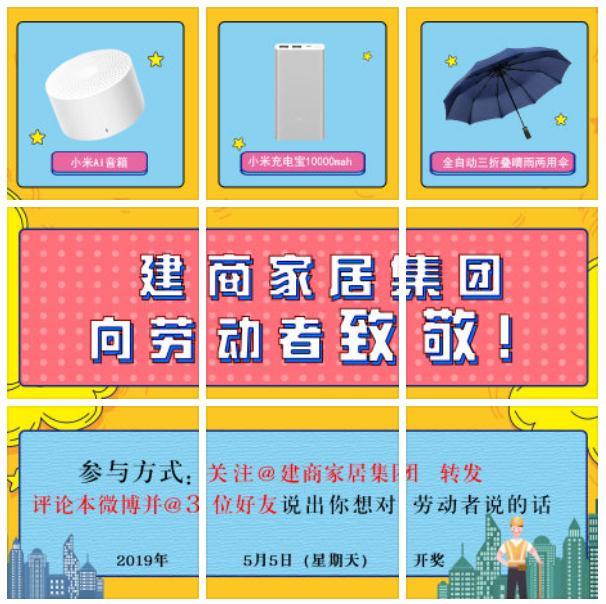 小米AI音箱
小米充电宝10000mah
全自动三折叠晴雨两用伞
建商家居集团
向劳动者致敬！
参与方式：关注@建商家居集团 转发
评论本微博并@3位好友说出你想对 劳动者说的话
2019年 5月5日（星期天） 开奖